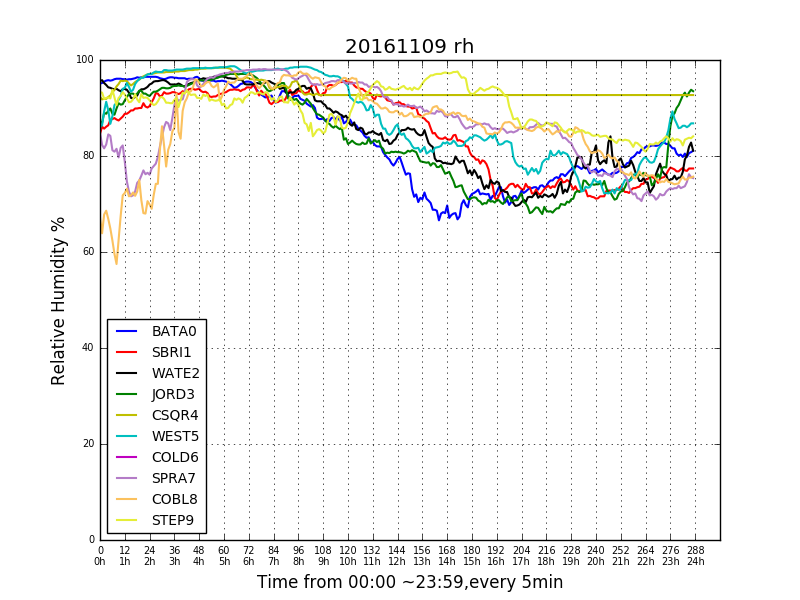 20161109 rh
100
80
60
40
20
0
Relative Humidity %
BATA0
SBRI1
WATE2
JORD3
CSQR4
WEST5
COLD6
SPRA7
COBL8
STEP9
0 12 24 36 48 60 72 84 96 108 120 132 144 156 168 180 192 204 216 228 240 252 264 276 288
0h 1h 2h 3h 4h 5h 6h 7h 8h 9h 10h 11h 12h 13h 14h 15h 16h 17h 18h 19h 20h 21h 22h 23h 24h
Time from 00:00 ~23:59,every 5min